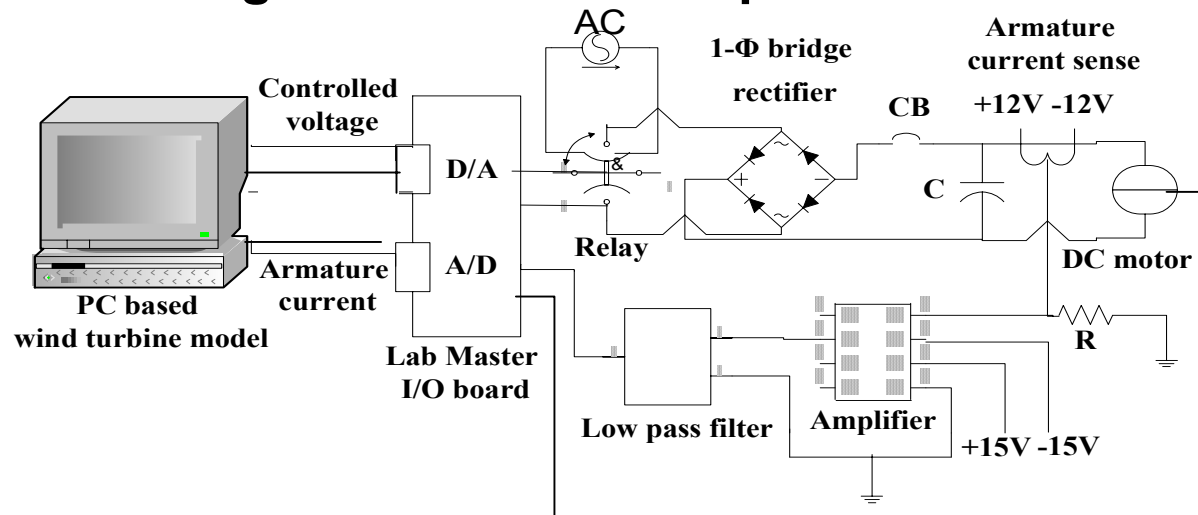 AC
1-Φ bridge
rectifier
Armature
current sense
+12V -12V
CB
Controlled
voltage
D/A
&
~
+
-
~
C
Relay
DC motor
A/D
Armature
current
PC based
wind turbine model
Lab Master
I/O board
R
Low pass filter
Amplifier
+15V -15V